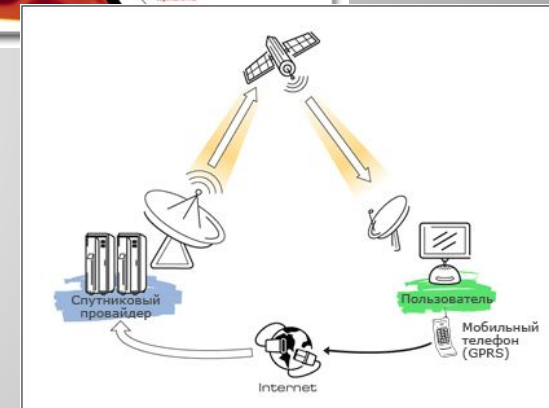 Спутниковый
провайдер
Пользователь
Мобильный
телефон
(GPRS)
Internet